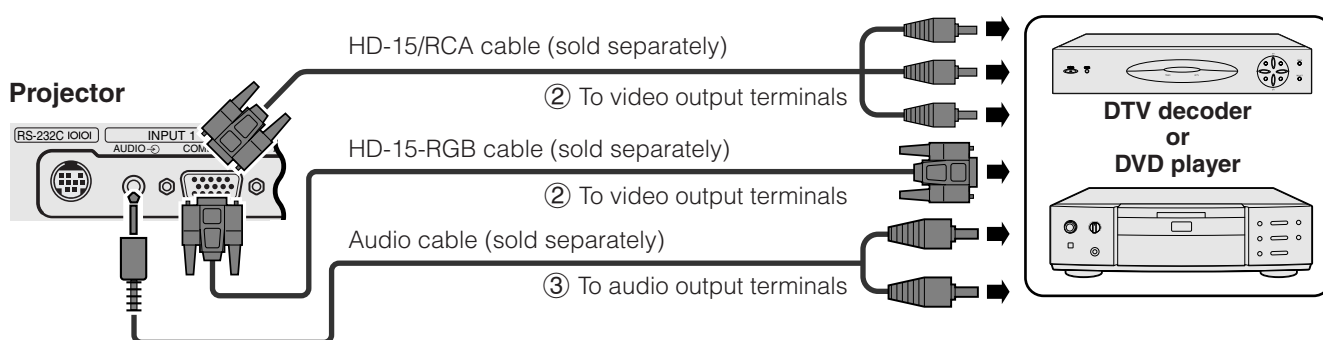 HD-15/RCA cable (sold separately)
② To video output terminals
Projector
RS-232C IOIOI
INPUT 1
AUDIO
HD-15-RGB cable (sold separately)
② To video output terminals
Audio cable (sold separately)
③ To audio output terminals
DTV decoder
or
DVD player